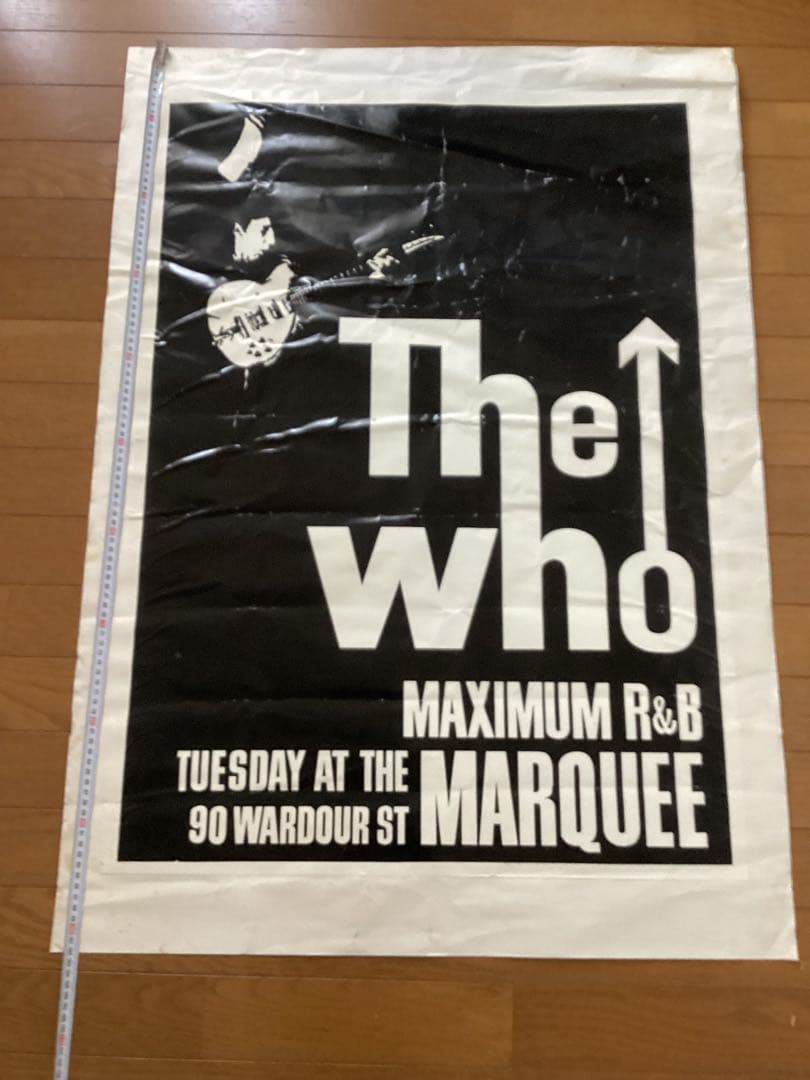 The
who
MAXIMUM R&B
TUESDAY AT THE MARQUEE
90 WARDOUR ST